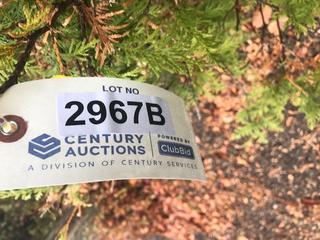 LOT NO
2967B
CENTURY AUCTIONS
POWERED BY
ClubBid
A DIVISION OF CENTURY SERVICES